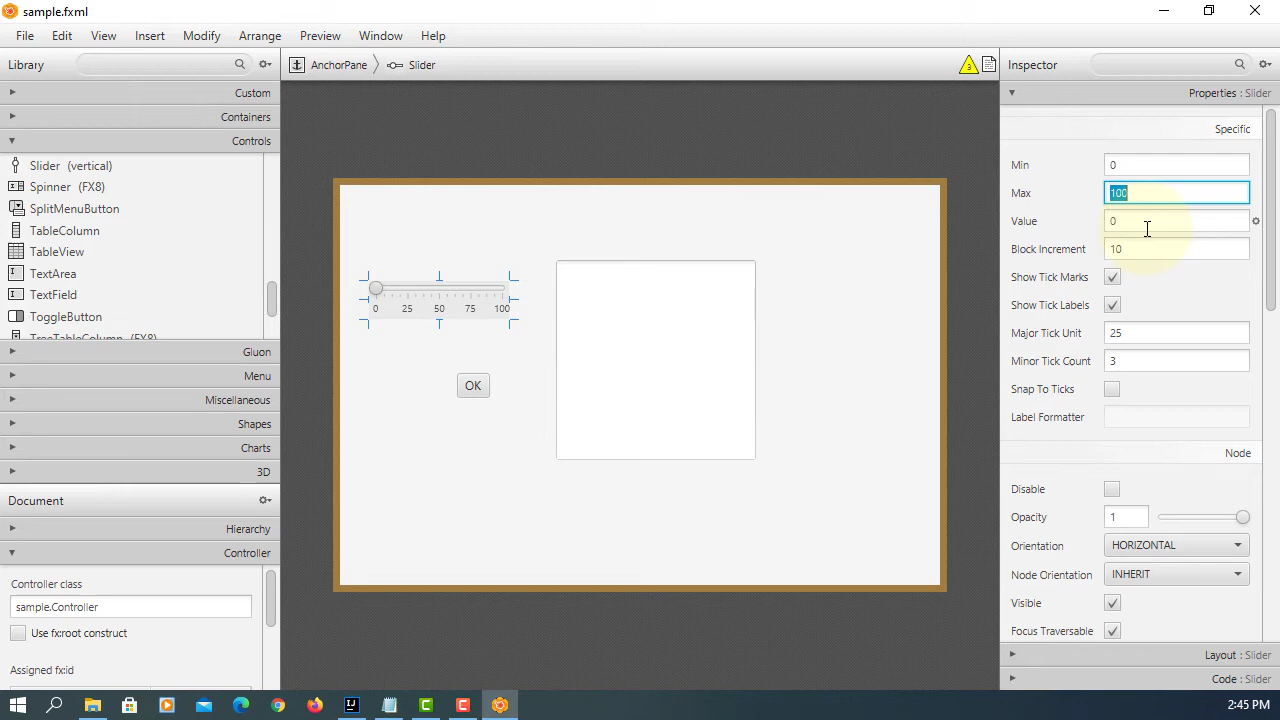 sample.fxml
File Edit View Insert Modify Arrange Preview Window Help
Library
Custom
Containers
Controls
Slider (vertical)
Spinner (FX8)
SplitMenuButton
TableColumn
TableView
TextArea
TextField
ToggleButton
TreeTableColumn (FX8)
Gluon
Menu
Miscellaneous
Shapes
Charts
3D
Document
Hierarchy
Controller
Controller class
sample.Controller
Use fx:root construct
Assigned fx:id
AnchorPane Slider
3
0 25 50 75 100
OK
Inspector
Properties : Slider
Specific
Min 0
Max 100
Value 0
Block Increment 10
Show Tick Marks
Show Tick Labels
Major Tick Unit 25
Minor Tick Count 3
Snap To Ticks
Label Formatter
Node
Disable
Opacity 1
Orientation HORIZONTAL
Node Orientation INHERIT
Visible
Focus Traversable
Layout : Slider
Code : Slider
2:45 PM